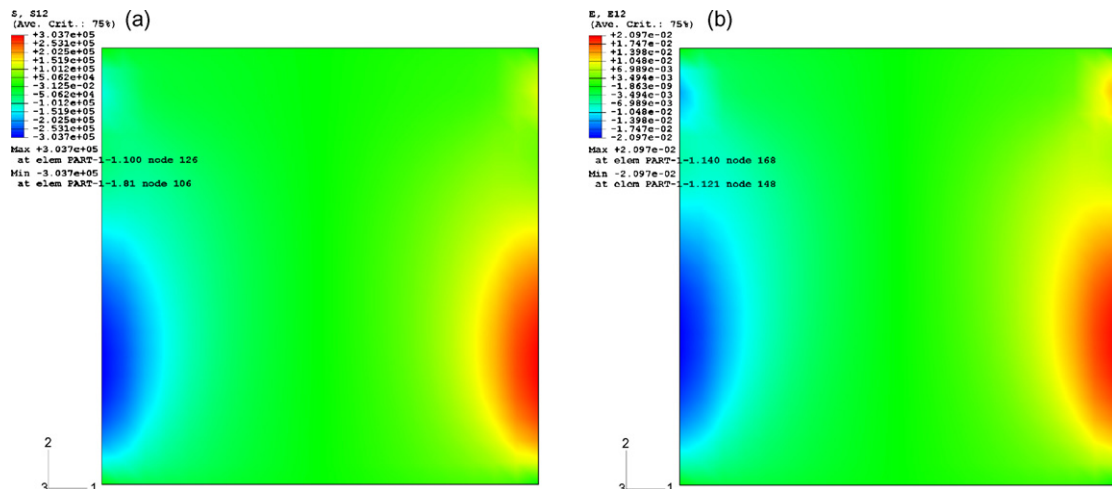 S, S12
(Ave. Crit.: 75%)
(a)
+3.037e+05
+2.531e+05
+2.025e+05
+1.519e+05
+1.012e+05
+5.062e+04
-3.125e-02
-5.062e+04
-1.012e+05
-1.519e+05
-2.025e+05
-2.531e+05
-3.037e+05
Max +3.037e+05
at elem PART-1-1.100 node 126
Min -3.037e+05
at elem PART-1-1.81 node 106
2
3
1
E, E12
(Ave. Crit.: 75%)
(b)
+2.097e-02
+1.747e-02
+1.398e-02
+1.048e-02
+6.989e-03
+3.494e-03
-1.863e-09
-3.494e-03
-6.989e-03
-1.048e-02
-1.398e-02
-1.747e-02
-2.097e-02
Max +2.097e-02
at elem PART-1-1.140 node 168
Min -2.097e-02
at elem PART-1-1.121 node 148
2
3
1